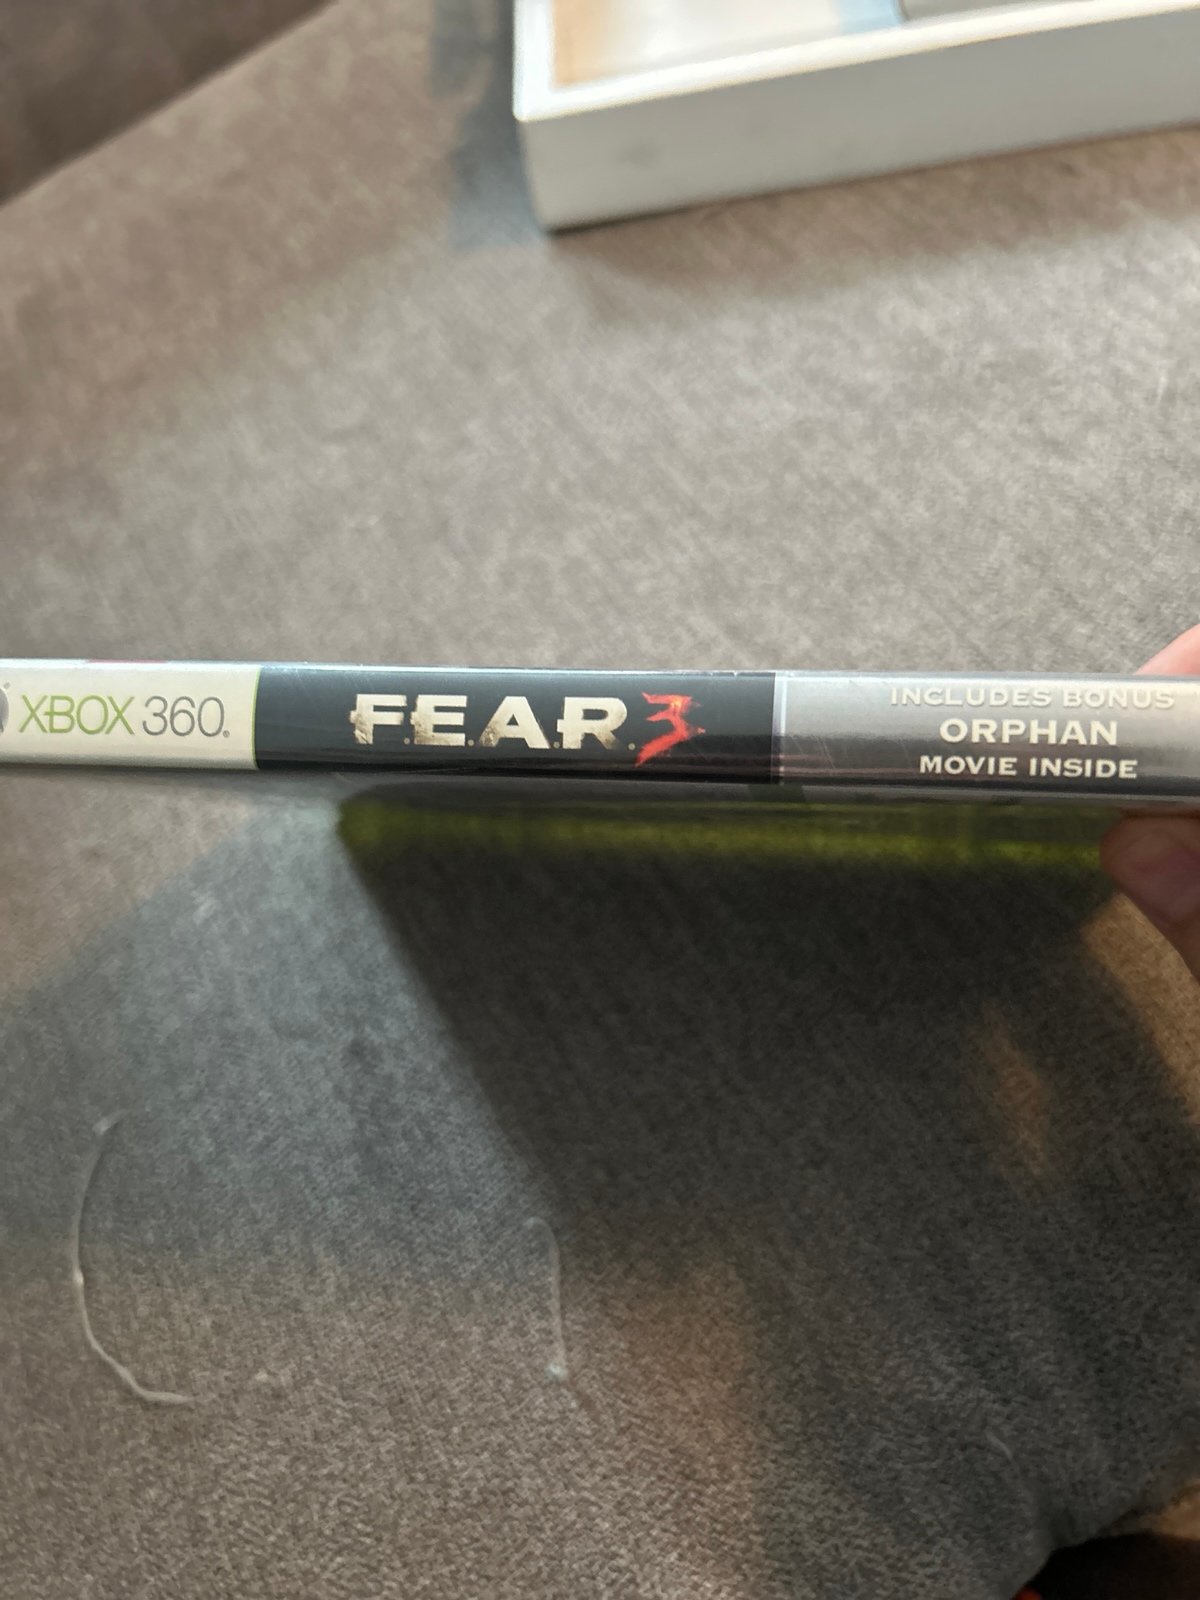 XBOX 360®
F.E.A.R.3
INCLUDES BONUS
ORPHAN
MOVIE INSIDE